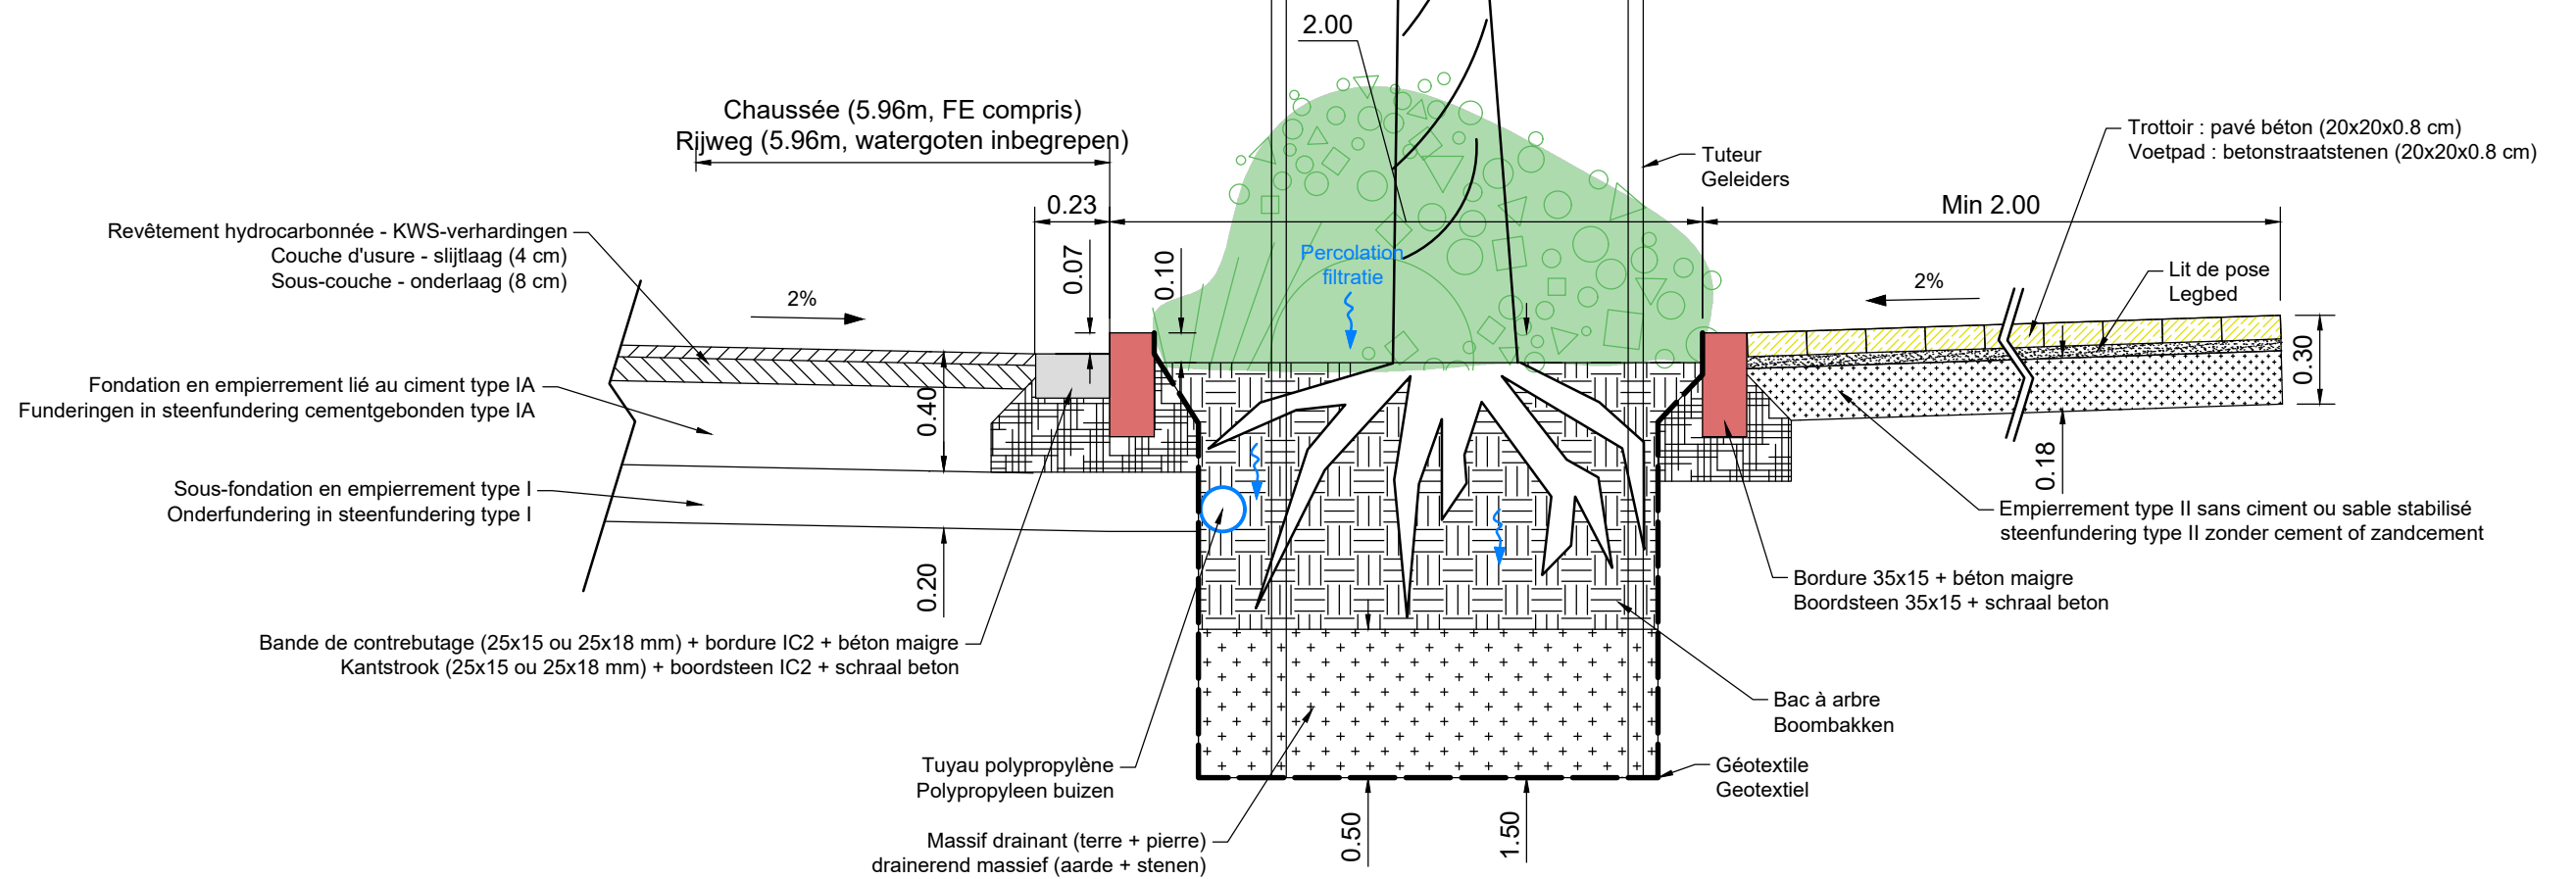 2.00
Chaussée (5.96m, FE compris)
Rijweg (5.96m, watergoten inbegrepen)
Trottoir : pavé béton (20x20x0.8 cm)
Voetpad : betonstraatstenen (20x20x0.8 cm)
Tuteur
Geleiders
0.23
Min 2.00
Revêtement hydrocarbonnée - KWS-verhardingen
Couche d'usure - slijtlaag (4 cm)
Sous-couche - onderlaag (8 cm)
0.07
0.10
Percolation
filtratie
2%
2%
Lit de pose
Legbed
0.30
Fondation en empierrement lié au ciment type IA
Funderingen in steenfundering cementgebonden type IA
0.40
0.18
Sous-fondation en empierrement type I
Onderfundering in steenfundering type I
Empierrement type II sans ciment ou sable stabilisé
steenfundering type II zonder cement of zandcement
0.20
Bordure 35x15 + béton maigre
Boordsteen 35x15 + schraal beton
Bande de contrebutage (25x15 ou 25x18 mm) + bordure IC2 + béton maigre
Kantstrook (25x15 ou 25x18 mm) + boordsteen IC2 + schraal beton
Bac à arbre
Boombakken
Tuyau polypropylène
Polypropyleen buizen
Géotextile
Geotextiel
0.50
1.50
Massif drainant (terre + pierre)
drainerend massief (aarde + stenen)